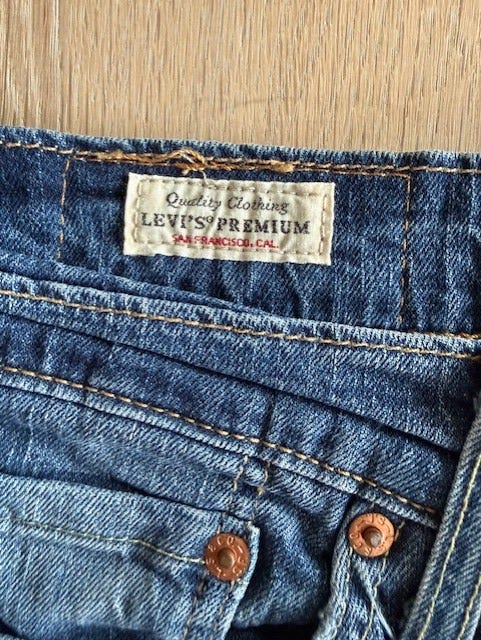 Quality Clothing
LEVI'S® PREMIUM
SAN FRANCISCO, CAL.